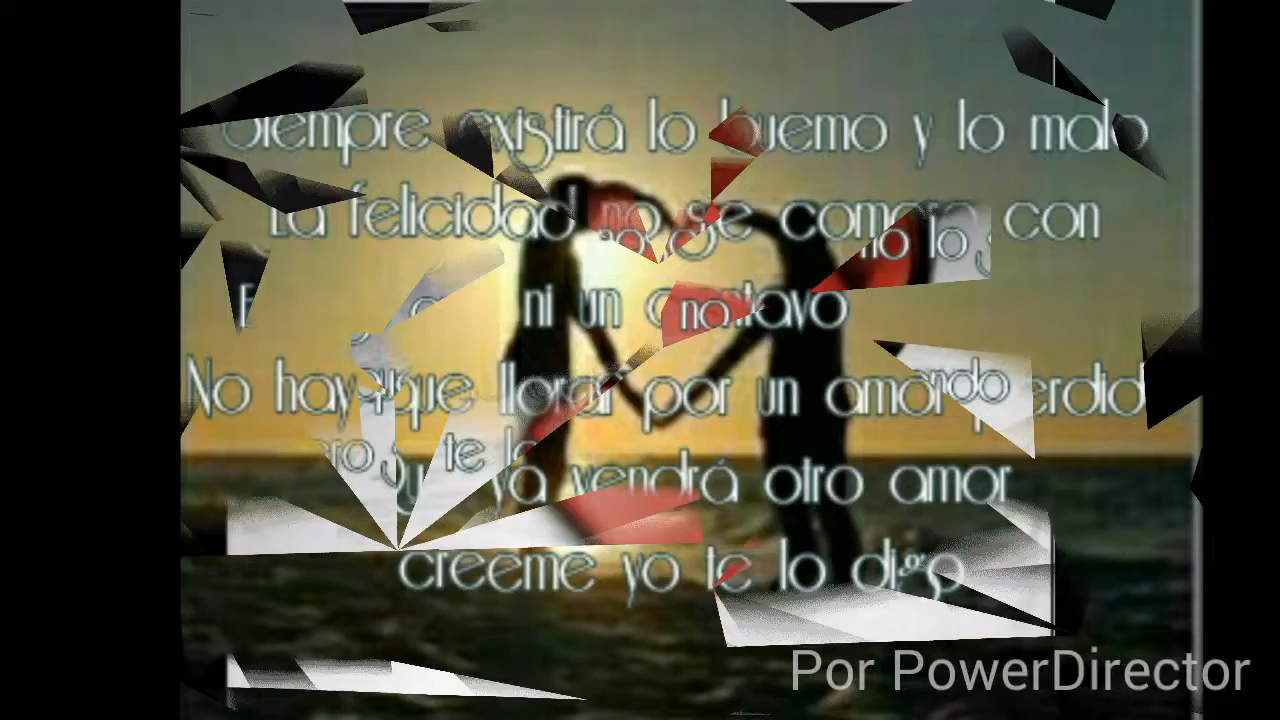 Siempre existirá lo buemo y lo malo
La felicidad no se compra con
ni un centavo
No hay que llorar por un amor perdido
y ya vendrá otro amor
creeme yo te lo digo
Por PowerDirector